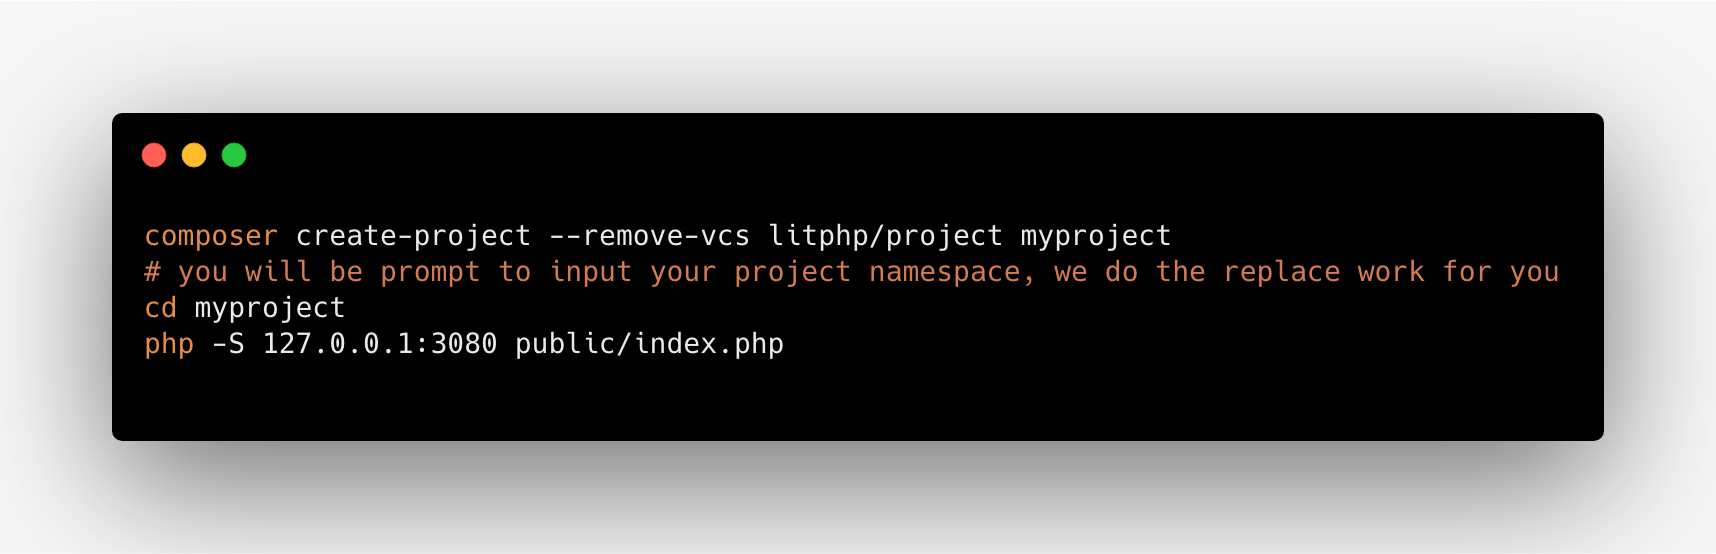 composer create-project --remove-vcs litphp/project myproject
# you will be prompt to input your project namespace, we do the replace work for you
cd myproject
php -S 127.0.0.1:3080 public/index.php